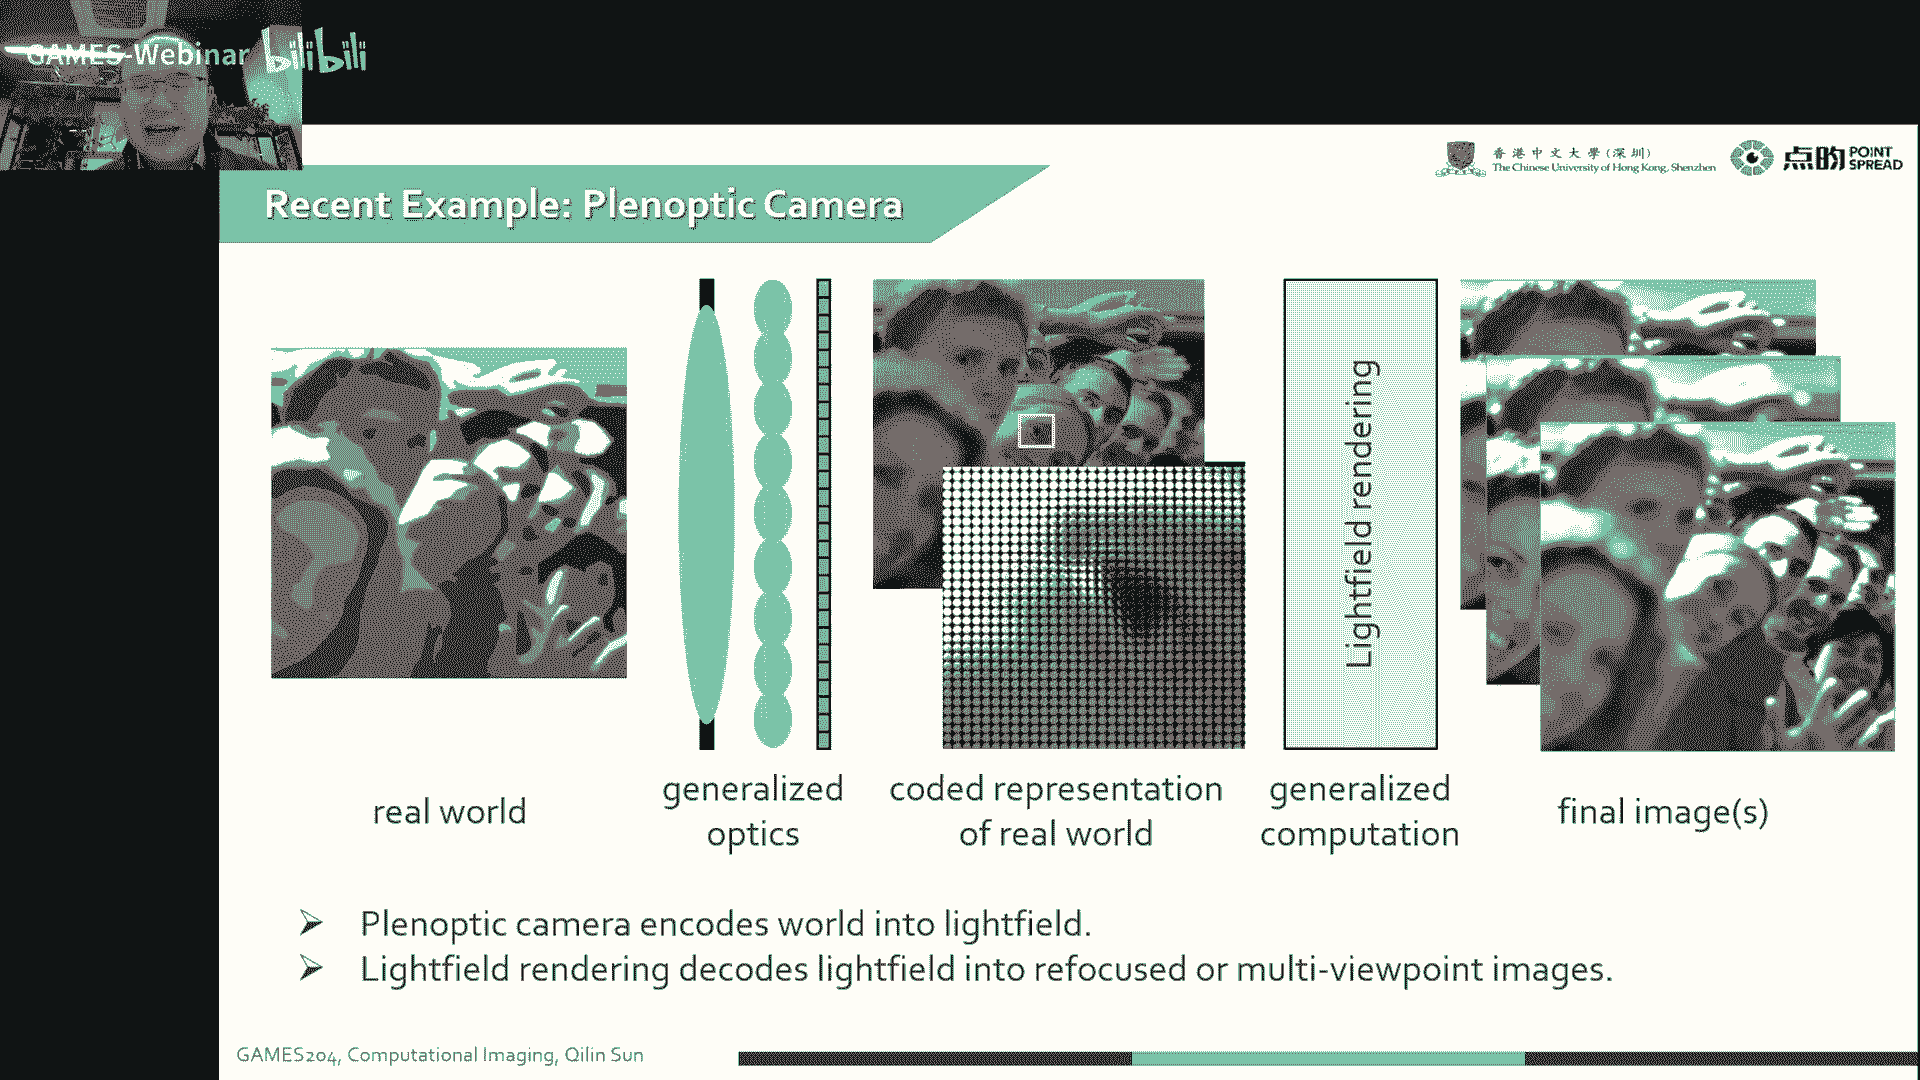 GAMES-Webinar bilibili
香港中文大學(深圳)
The Chinese University of Hong Kong, Shenzhen
点昀 POINT SPREAD
Recent Example: Plenoptic Camera
Lightfield rendering
real world
generalized optics
coded representation of real world
generalized computation
final image(s)
➢ Plenoptic camera encodes world into lightfield.
➢ Lightfield rendering decodes lightfield into refocused or multi-viewpoint images.
GAMES204, Computational Imaging, Qilin Sun